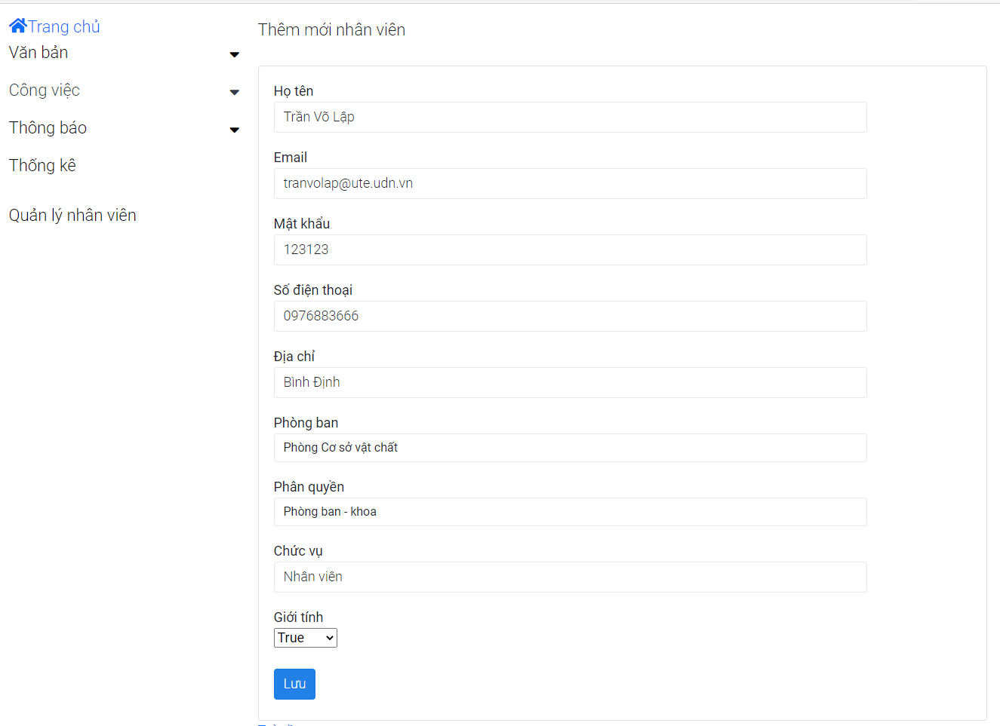 Trang chủ
Văn bản
Công việc
Thông báo
Thống kê
Quản lý nhân viên
Thêm mới nhân viên
Họ tên
Trần Võ Lập
Email
tranvolap@ute.udn.vn
Mật khẩu
123123
Số điện thoại
0976883666
Địa chỉ
Bình Định
Phòng ban
Phòng Cơ sở vật chất
Phân quyền
Phòng ban - khoa
Chức vụ
Nhân viên
Giới tính
True
Lưu